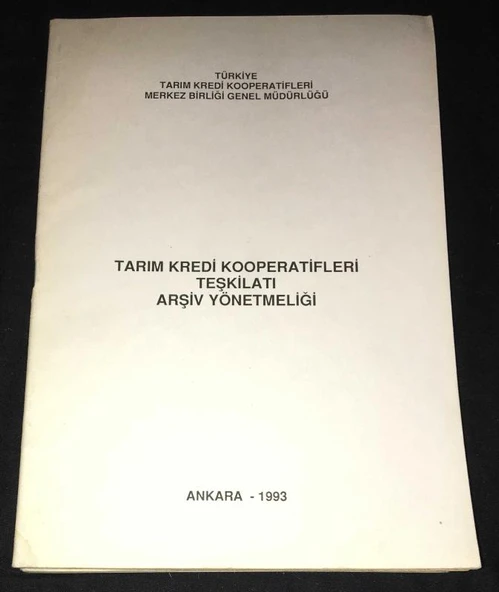 TÜRKİYE
TARIM KREDİ KOOPERATİFLERİ
MERKEZ BİRLİĞİ GENEL MÜDÜRLÜĞÜ
TARIM KREDİ KOOPERATİFLERİ
TEŞKİLATI
ARŞİV YÖNETMELİĞİ
ANKARA - 1993